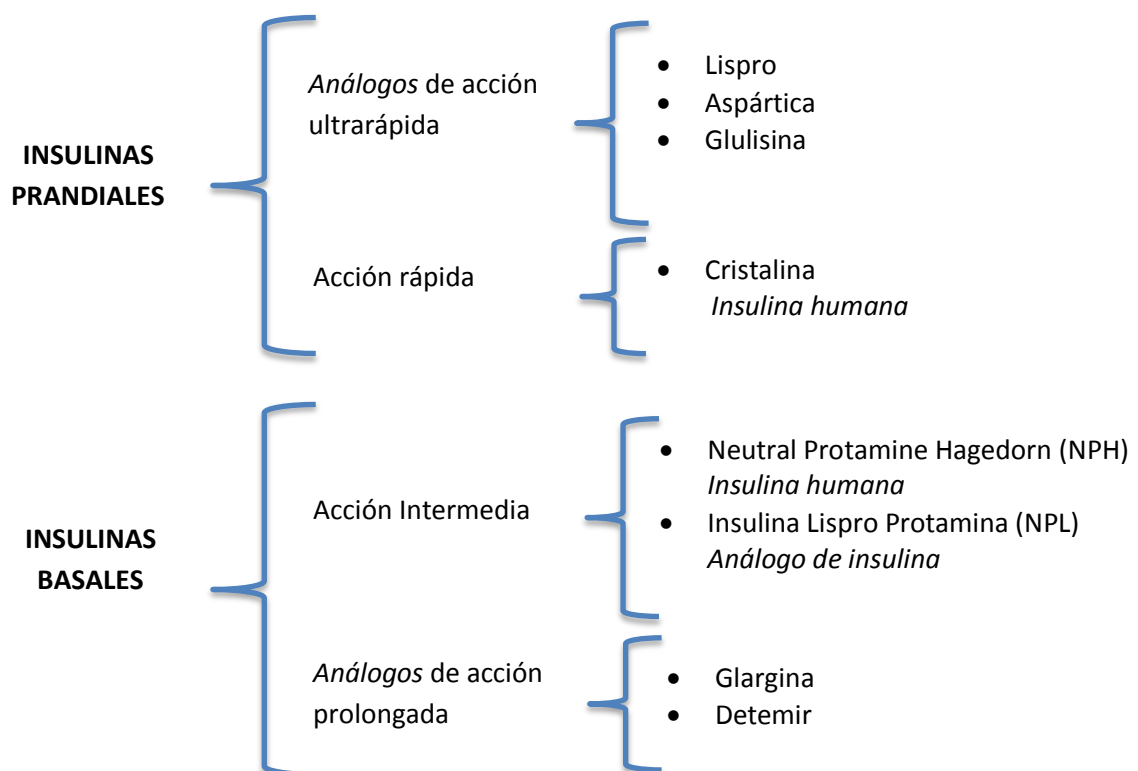 INSULINAS
PRANDIALES
Análogos de acción
ultrarápida
• Lispro
• Aspártica
• Glulisina
Acción rápida
• Cristalina
Insulina humana
INSULINAS
BASALES
Acción Intermedia
• Neutral Protamine Hagedorn (NPH)
Insulina humana
• Insulina Lispro Protamina (NPL)
Análogo de insulina
Análogos de acción
prolongada
• Glargina
• Detemir